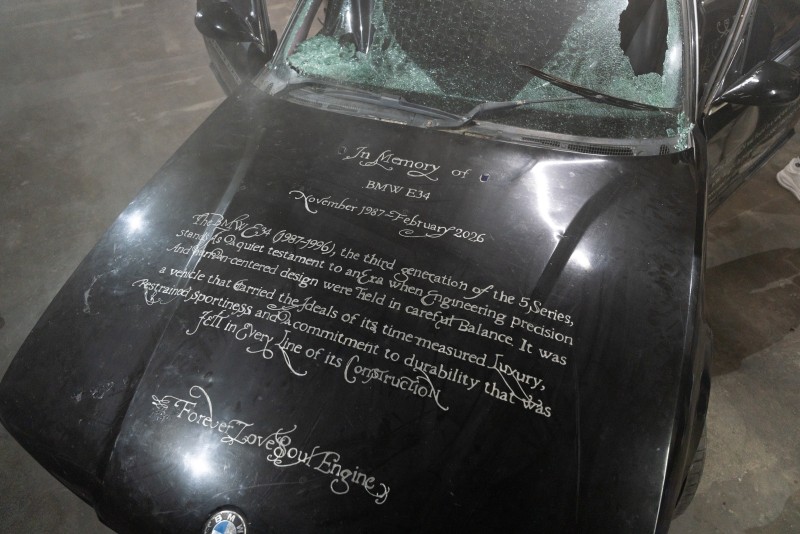 In Memory of
BMW E34
November 1987-February 2026
The BMW E34 (1987-1996), the third generation of the 5 Series,
stands As a quiet testament to an Era when Engineering precision
And human-centered design were held in careful Balance. It was
a vehicle that Carried the Ideals of its time-measured Luxury,
Restrained Sportiness and a commitment to durability that was
Felt in Every Line of its Construction
Forever Love $oul Engine
BMW